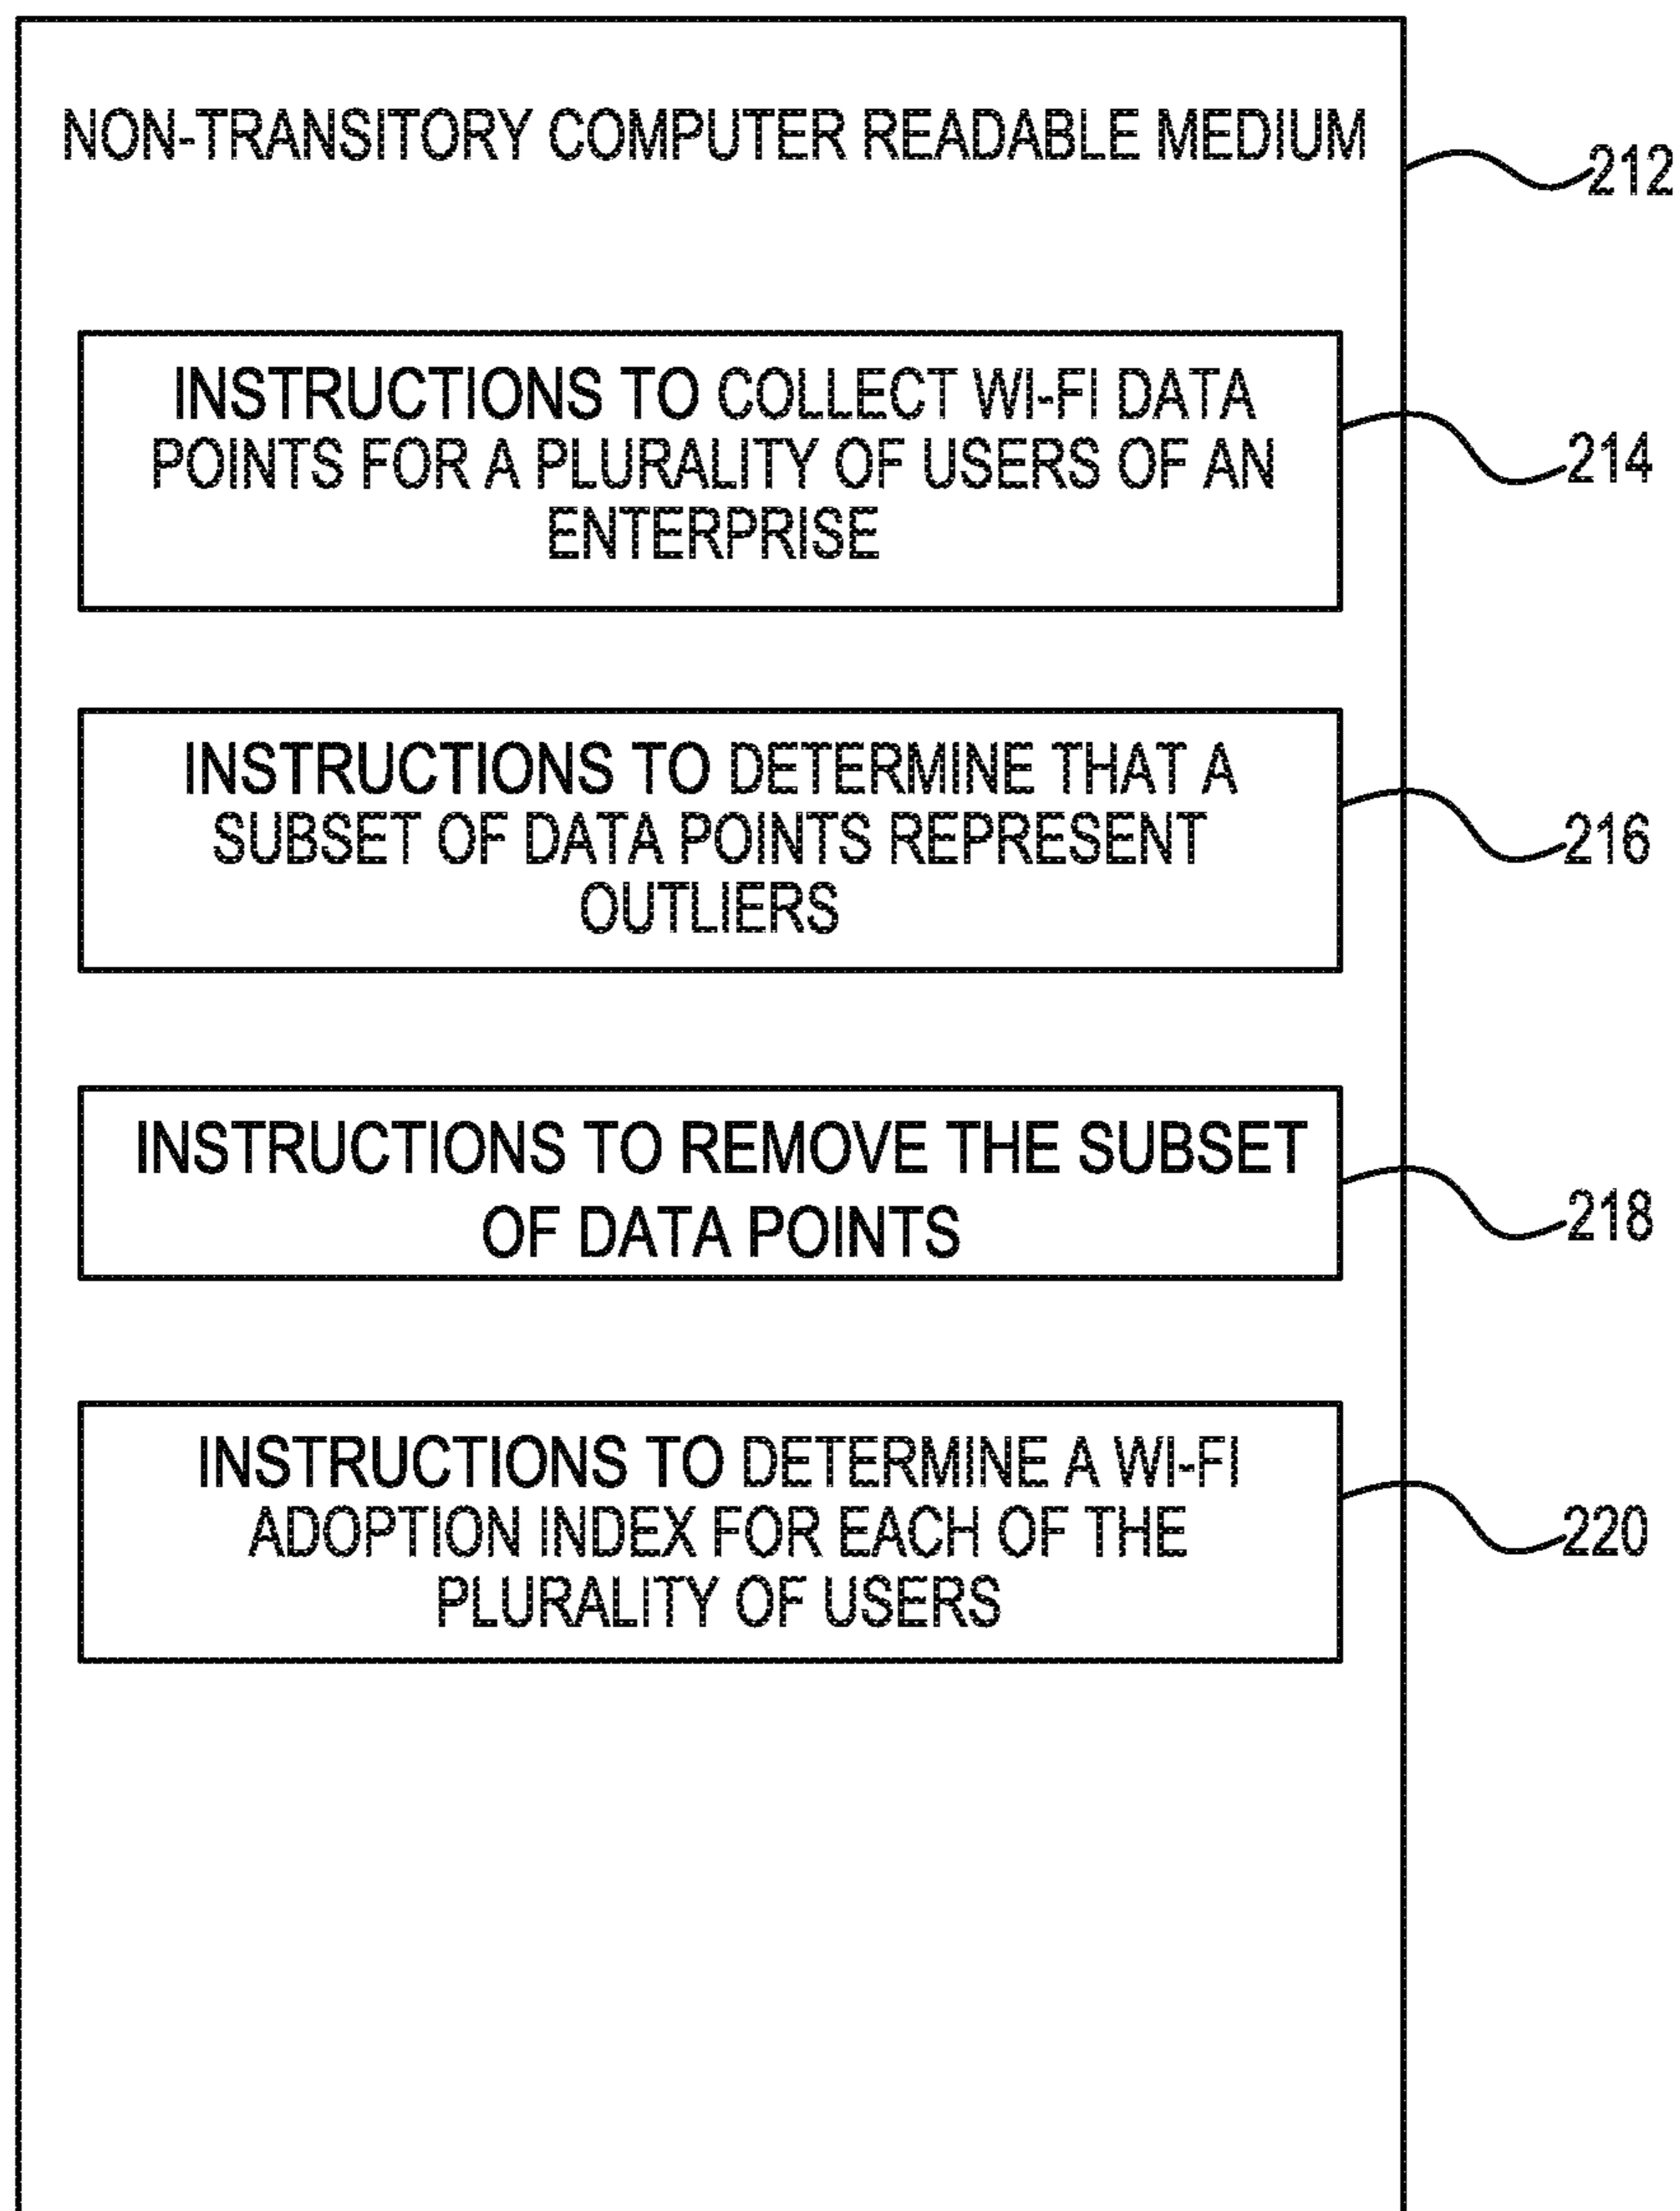 NON-TRANSITORY COMPUTER READABLE MEDIUM
212
INSTRUCTIONS TO COLLECT WI-FI DATA
POINTS FOR A PLURALITY OF USERS OF AN
ENTERPRISE
214
INSTRUCTIONS TO DETERMINE THAT A
SUBSET OF DATA POINTS REPRESENT
OUTLIERS
216
INSTRUCTIONS TO REMOVE THE SUBSET
OF DATA POINTS
218
INSTRUCTIONS TO DETERMINE A WI-FI
ADOPTION INDEX FOR EACH OF THE
PLURALITY OF USERS
220